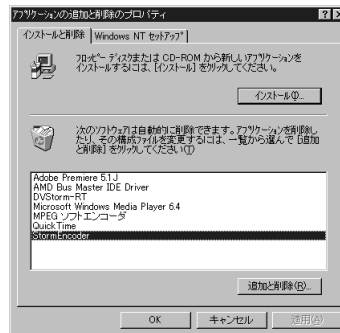 アプリケーションの追加と削除のプロパティ
インストールと削除
Windows NT セットアップ
フロッピー ディスクまたは CD-ROM から新しいアプリケーションを
インストールするには、[インストール] をクリックしてください。
インストール(I)...
次のソフトウェアは自動的に削除できます。アプリケーションを削除し
たり、その構成ファイルを変更するには、一覧から選んで [追加
と削除] をクリックしてください(T)
Adobe Premiere 5.1J
AMD Bus Master IDE Driver
DVStorm-RT
Microsoft Windows Media Player 6.4
MPEG ソフトエンコーダ
QuickTime
StormEncoder
追加と削除(R)...
OK
キャンセル
適用(A)